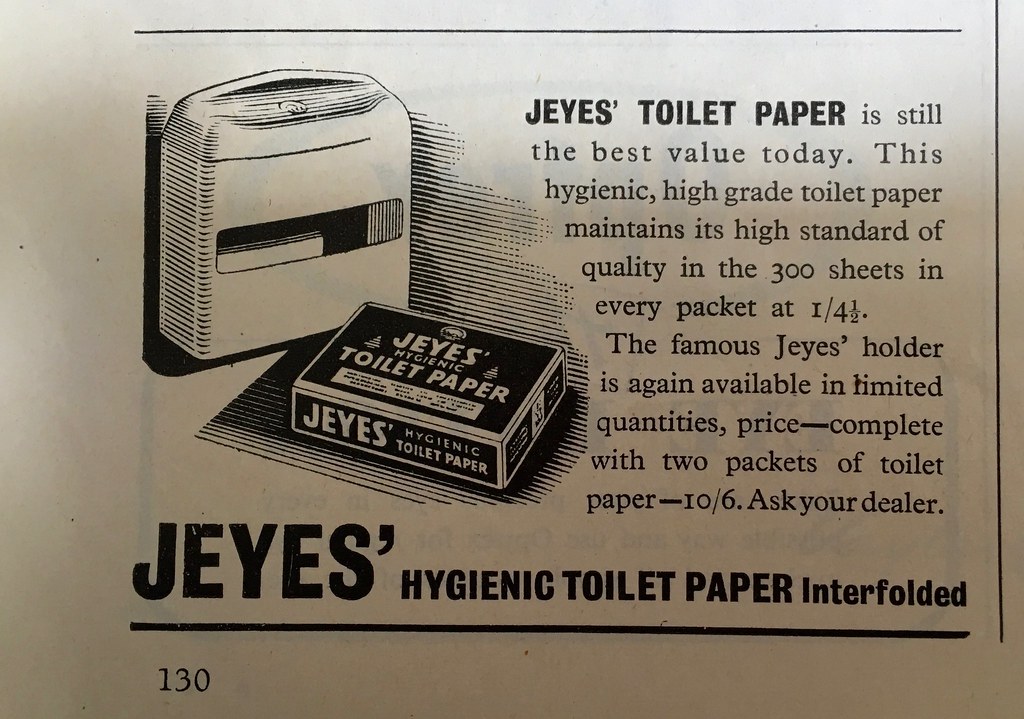 JEYES' TOILET PAPER is still
the best value today. This
hygienic, high grade toilet paper
maintains its high standard of
quality in the 300 sheets in
every packet at 1/4½.
The famous Jeyes' holder
is again available in limited
quantities, price—complete
with two packets of toilet
paper—10/6. Ask your dealer.
JEYES'
HYGIENIC
TOILET PAPER
JEYES' HYGIENIC
TOILET PAPER
JEYES' HYGIENIC TOILET PAPER Interfolded
130